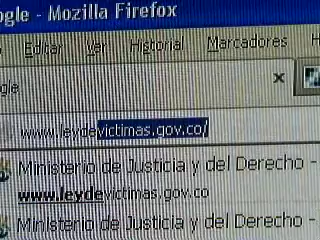 ogle - Mozilla Firefox
Editar Ver Historial Marcadores H
gle
www.leydevictimas.gov.co/
Ministerio de Justicia y del Derecho -
www.leydevictimas.gov.co
Ministerio de Justicia y del Derecho -